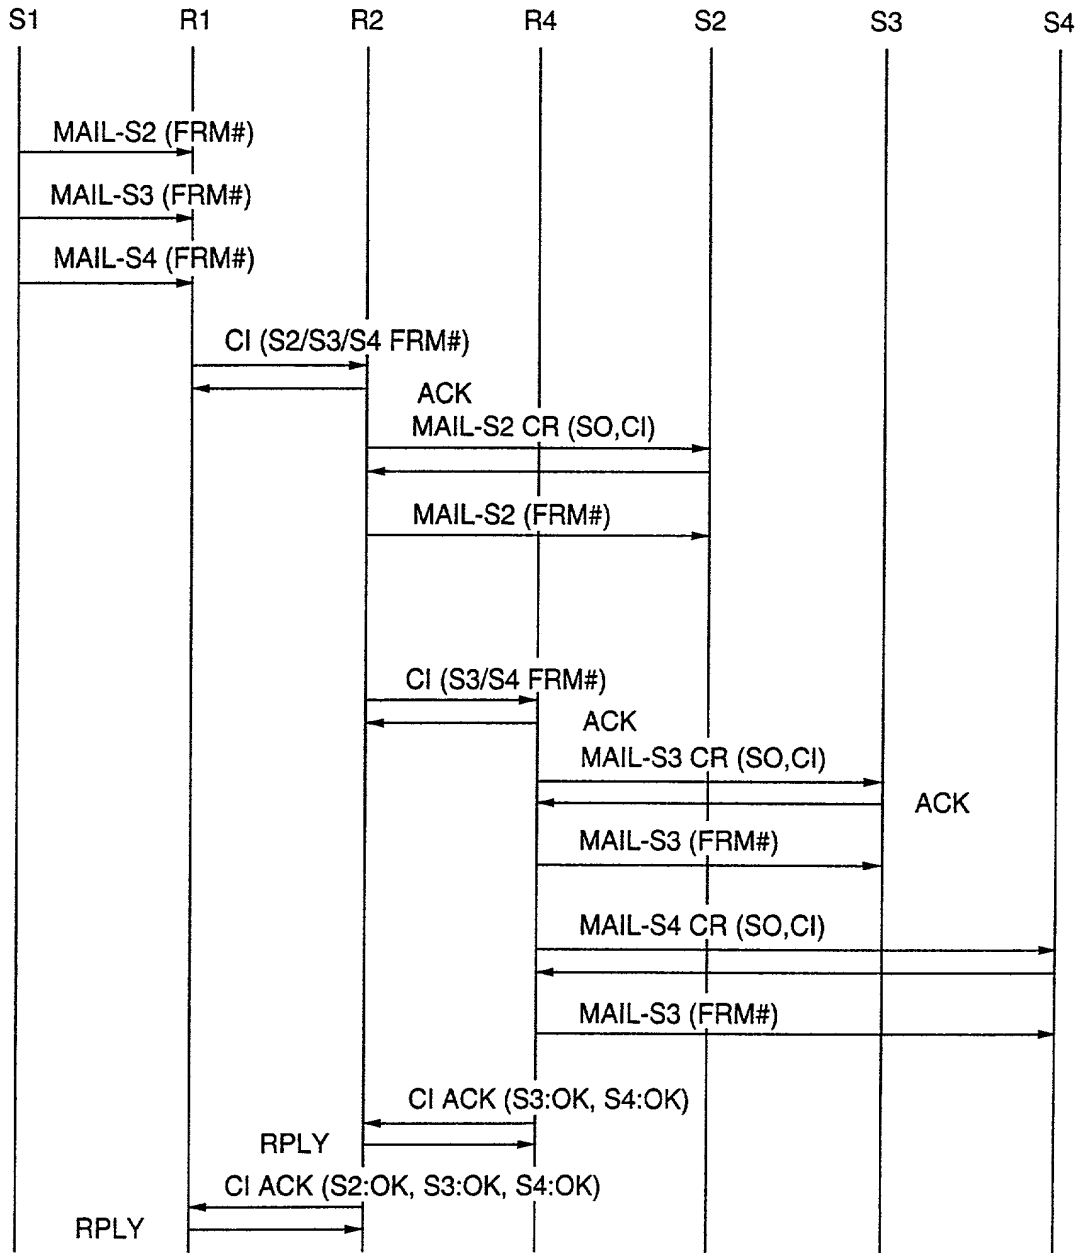 S1 R1 R2 R4 S2 S3 S4
MAIL-S2 (FRM#)
MAIL-S3 (FRM#)
MAIL-S4 (FRM#)
CI (S2/S3/S4 FRM#)
ACK
MAIL-S2 CR (SO,CI)
MAIL-S2 (FRM#)
CI (S3/S4 FRM#)
ACK
MAIL-S3 CR (SO,CI)
ACK
MAIL-S3 (FRM#)
MAIL-S4 CR (SO,CI)
MAIL-S3 (FRM#)
CI ACK (S3:OK, S4:OK)
RPLY
CI ACK (S2:OK, S3:OK, S4:OK)
RPLY